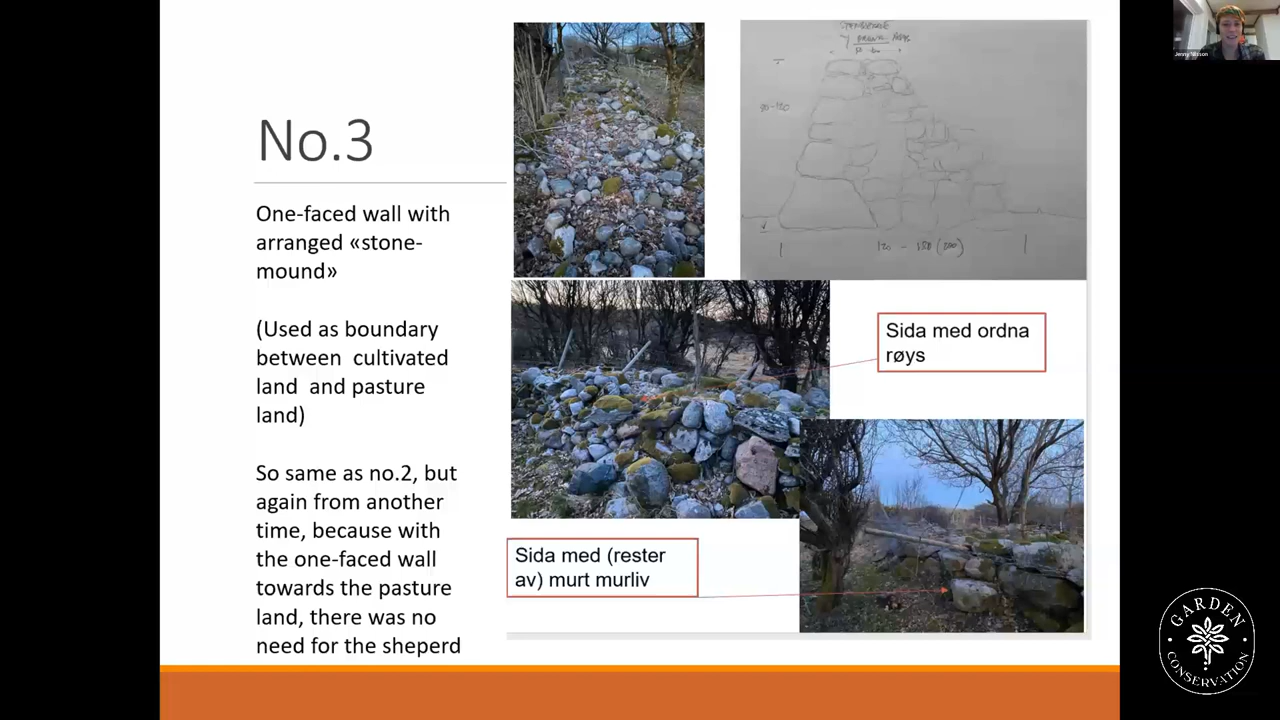 No.3
One-faced wall with
arranged «stone-
mound»
(Used as boundary
between cultivated
land and pasture
land)
So same as no.2, but
again from another
time, because with
the one-faced wall
towards the pasture
land, there was no
need for the sheperd
90-120
Sida med ordna
røys
Sida med (rester
av) murt murliv
GARDEN
CONSERVATION